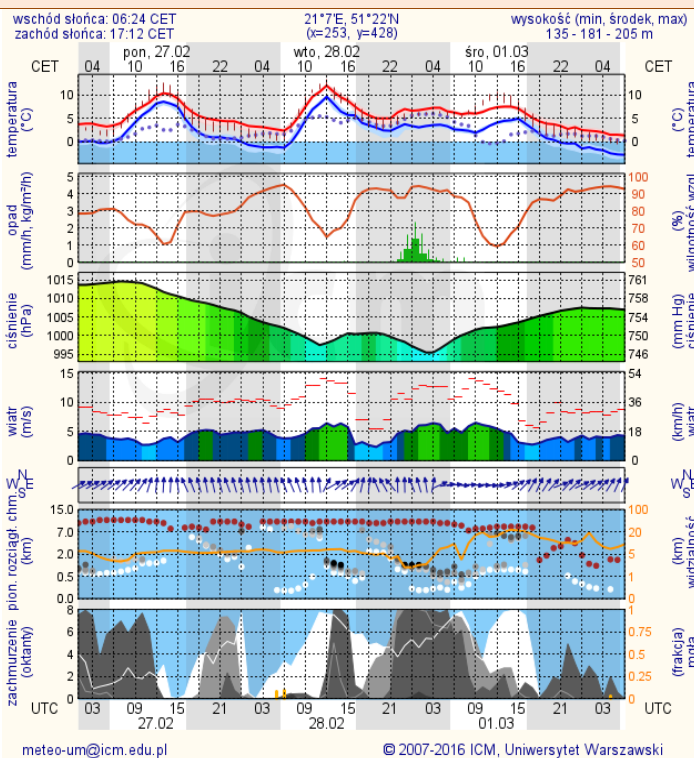 wschód słońca: 06:24 CET 21°7'E, 51°22'N wysokość (min, środek, max)
zachód słońca: 17:12 CET (x=253, y=428) 135 - 181 - 205 m
pon, 27.02 wto, 28.02 śro, 01.03
CET 04 10 16 22 04 10 16 22 04 10 16 22 04 CET
temperatura
(°C)
10
5
0
10
5
0
temperatura
(°C)
opad
(mm/h, kg/m²/h)
5
4
3
2
1
0
100
90
80
70
60
50
(%)
wilgotność wzgl.
ciśnienie
(nPa)
1015
1010
1005
1000
995
761
758
754
750
746
(mm Hg)
ciśnienie
wiatr
(m/s)
15
10
5
0
54
36
18
0
(km/h)
wiatr
N
W E
S
N
W E
S
pion. rozciągł. chm.
(km)
15.0
7.0
2.0
0.5
0.0
100
20
5
1
0
(km)
widzialność
zachmurzenie
(oktanty)
8
6
4
2
0
1
0.75
0.5
0.25
0
(frakcja)
mgła
UTC 03 09 15 21 03 09 15 21 03 09 15 21 03 UTC
27.02 28.02 01.03
meteo-um@icm.edu.pl © 2007-2016 ICM, Uniwersytet Warszawski